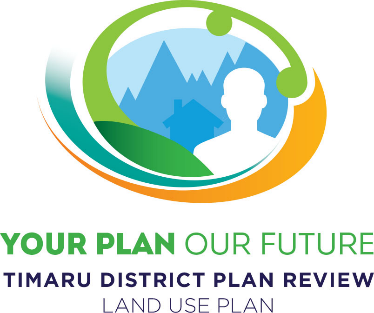 YOUR PLAN OUR FUTURE
TIMARU DISTRICT PLAN REVIEW
LAND USE PLAN